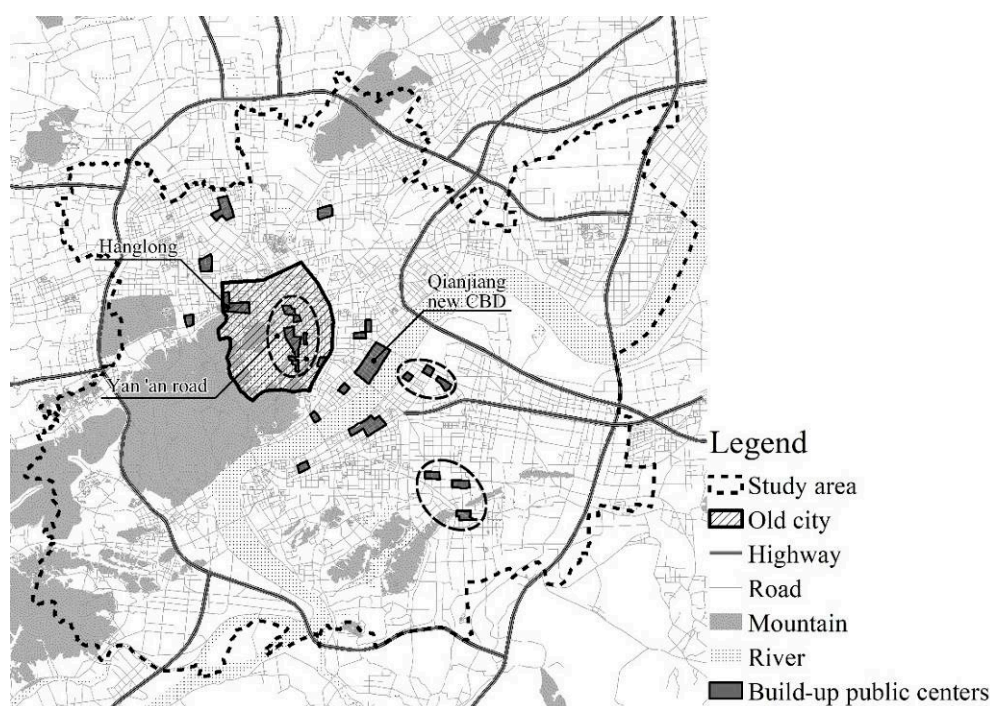 Hanglong
Qianjiang
new CBD
Yan'an road
Legend
Study area
Old city
Highway
Road
Mountain
River
Build-up public centers